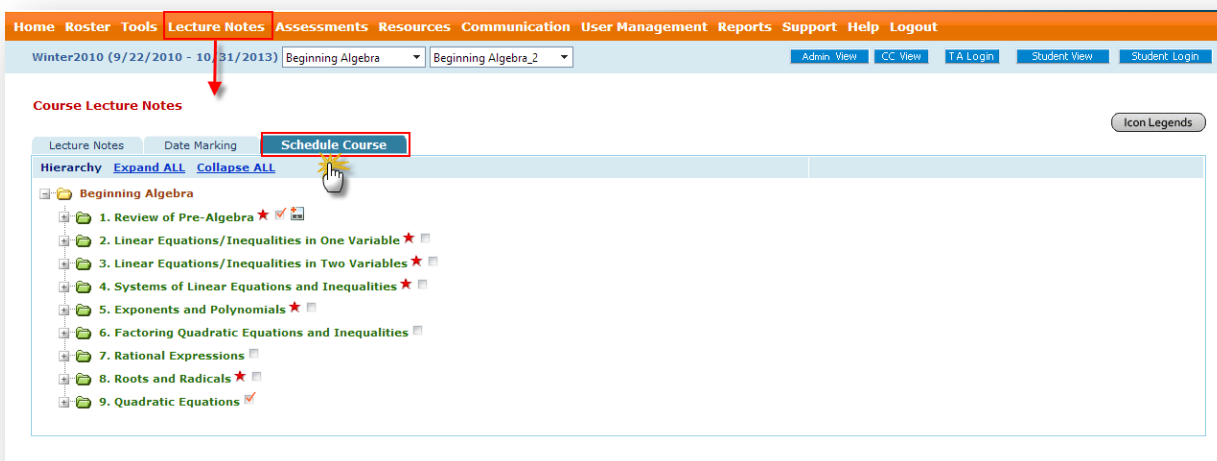 Home Roster Tools Lecture Notes Assessments Resources Communication User Management Reports Support Help Logout
Winter2010 (9/22/2010 - 10/31/2013) Beginning Algebra Beginning Algebra_2 Admin View CC View TA Login Student View Student Login
Course Lecture Notes
Icon Legends
Lecture Notes Date Marking Schedule Course
Hierarchy Expand ALL Collapse ALL
Beginning Algebra
1. Review of Pre-Algebra
2. Linear Equations/Inequalities in One Variable
3. Linear Equations/Inequalities in Two Variables
4. Systems of Linear Equations and Inequalities
5. Exponents and Polynomials
6. Factoring Quadratic Equations and Inequalities
7. Rational Expressions
8. Roots and Radicals
9. Quadratic Equations